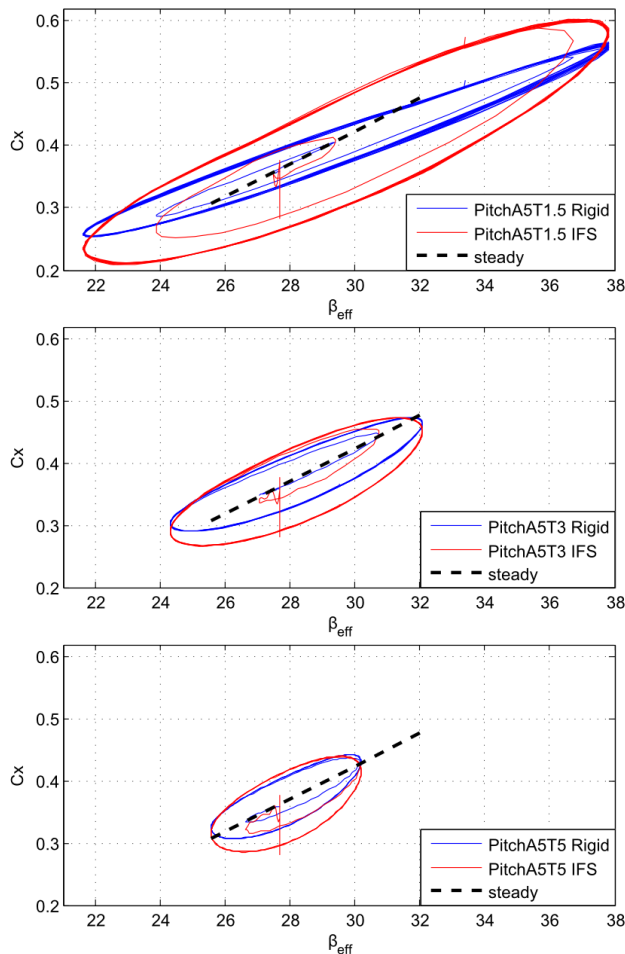 0.6
0.5
Cx
0.4
0.3
0.2
22 24 26 28 30 32 34 36 38
β_eff
PitchA5T1.5 Rigid
PitchA5T1.5 IFS
steady
0.6
0.5
Cx
0.4
0.3
0.2
22 24 26 28 30 32 34 36 38
β_eff
PitchA5T3 Rigid
PitchA5T3 IFS
steady
0.6
0.5
Cx
0.4
0.3
0.2
22 24 26 28 30 32 34 36 38
β_eff
PitchA5T5 Rigid
PitchA5T5 IFS
steady